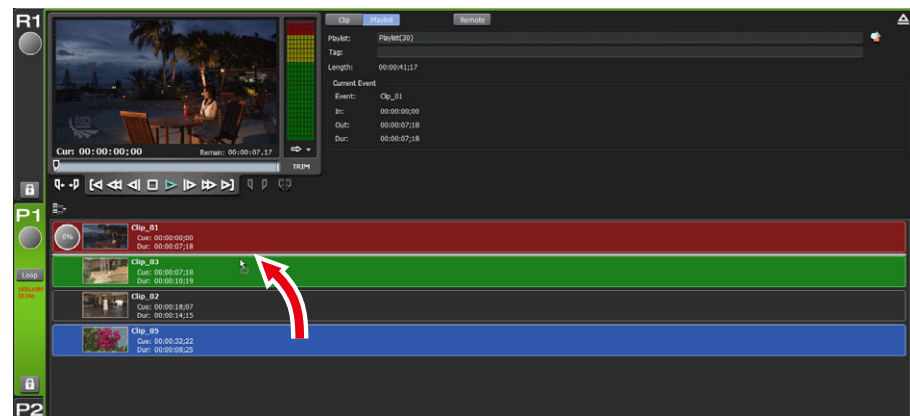 R1
Clip Playlist Remote
Playlist: Playlist(30)
Tag:
Length: 00:00:41;17
Current Event
Event: Clip_01
In: 00:00:00;00
Out: 00:00:07;18
Dur: 00:00:07;18
Cur: 00:00:00;00 Remain: 00:00:07,17
TRIM
P1
Loop
0%
Clip_01
Cue: 00:00:00;00
Dur: 00:00:07;18
Clip_03
Cue: 00:00:07;18
Dur: 00:00:10;19
Clip_02
Cue: 00:00:18;07
Dur: 00:00:14;15
Clip_05
Cue: 00:00:32;22
Dur: 00:00:08;25
P2